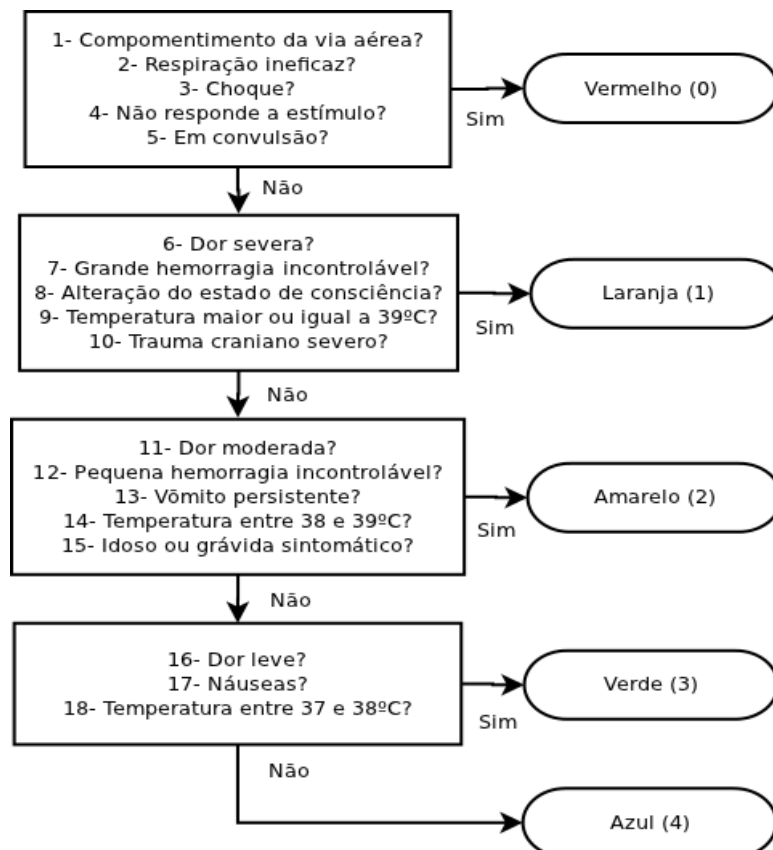 1- Compomentimento da via aérea?
2- Respiração ineficaz?
3- Choque?
4- Não responde a estímulo?
5- Em convulsão?
Sim
Vermelho (0)
Não
6- Dor severa?
7- Grande hemorragia incontrolável?
8- Alteração do estado de consciência?
9- Temperatura maior ou igual a 39ºC?
10- Trauma craniano severo?
Sim
Laranja (1)
Não
11- Dor moderada?
12- Pequena hemorragia incontrolável?
13- Vômito persistente?
14- Temperatura entre 38 e 39ºC?
15- Idoso ou grávida sintomático?
Sim
Amarelo (2)
Não
16- Dor leve?
17- Náuseas?
18- Temperatura entre 37 e 38ºC?
Sim
Verde (3)
Não
Azul (4)